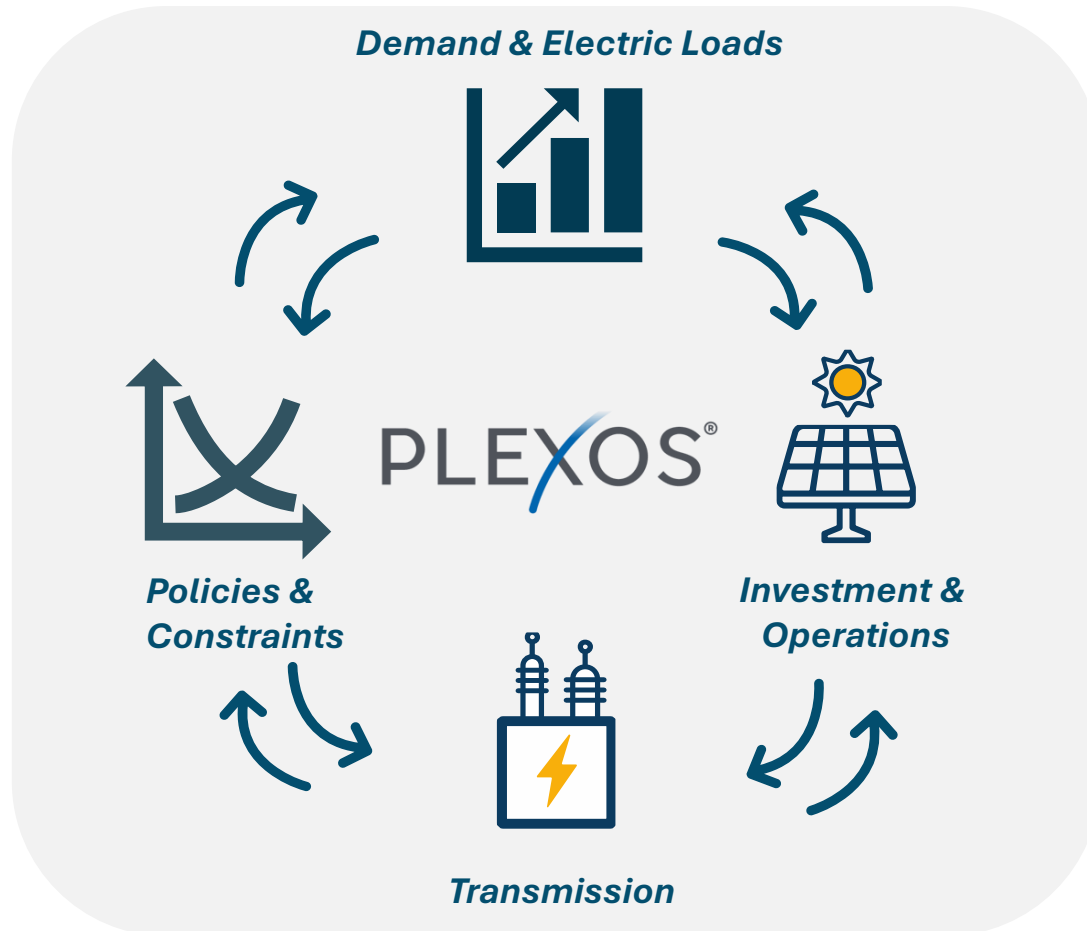 Demand & Electric Loads
PLEXOS®
Policies &
Constraints
Investment &
Operations
Transmission